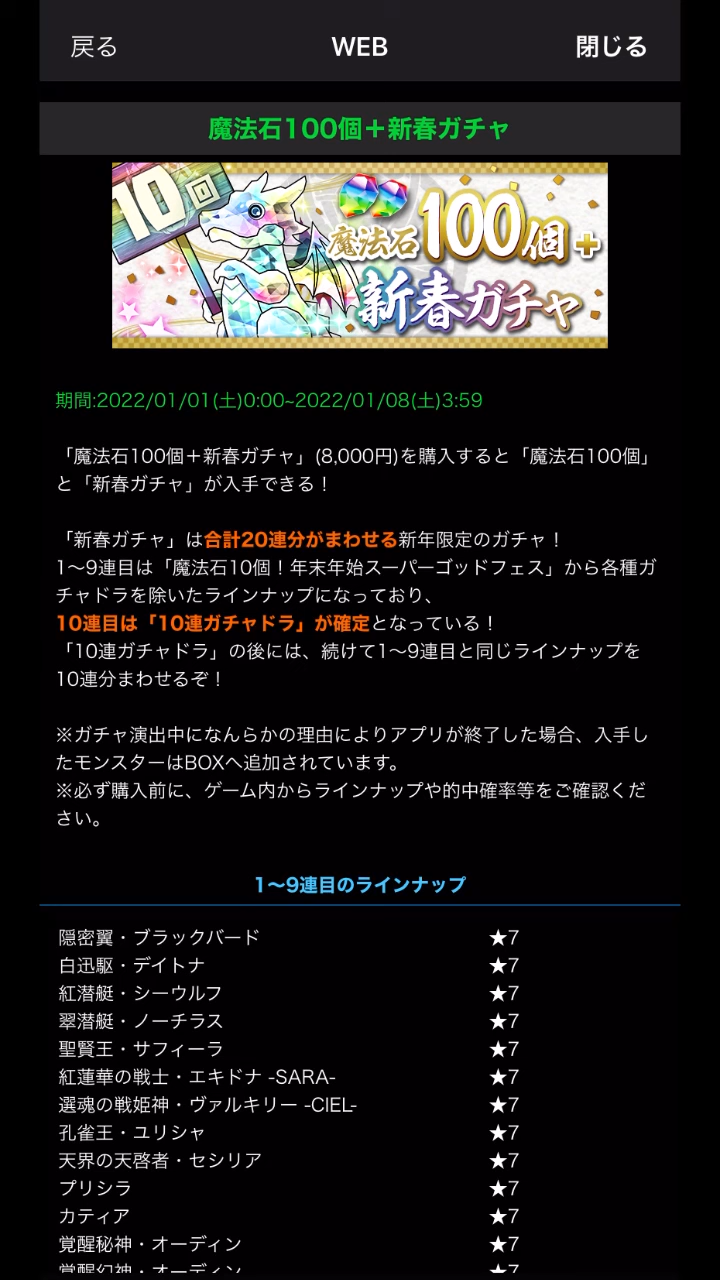 戻る WEB 閉じる
魔法石100個＋新春ガチャ
10回
魔法石100個＋
新春ガチャ
期間:2022/01/01(土)0:00~2022/01/08(土)3:59
「魔法石100個＋新春ガチャ」(8,000円)を購入すると「魔法石100個」
と「新春ガチャ」が入手できる！
「新春ガチャ」は合計20連分がまわせる新年限定のガチャ！
1〜9連目は「魔法石10個！年末年始スーパーゴッドフェス」から各種ガ
チャドラを除いたラインナップになっており、
10連目は「10連ガチャドラ」が確定となっている！
「10連ガチャドラ」の後には、続けて1〜9連目と同じラインナップを
10連分まわせるぞ！
※ガチャ演出中になんらかの理由によりアプリが終了した場合、入手し
たモンスターはBOXへ追加されています。
※必ず購入前に、ゲーム内からラインナップや的中確率等をご確認くだ
さい。
1〜9連目のラインナップ
隠密翼・ブラックバード ★7
白迅駆・デイトナ ★7
紅潜艇・シーウルフ ★7
翠潜艇・ノーチラス ★7
聖賢王・サフィーラ ★7
紅蓮華の戦士・エキドナ -SARA- ★7
選魂の戦姫神・ヴァルキリー -CIEL- ★7
孔雀王・ユリシャ ★7
天界の天啓者・セシリア ★7
プリシラ ★7
カティア ★7
覚醒秘神・オーディン ★7
覚醒幻神・オーディン ★7